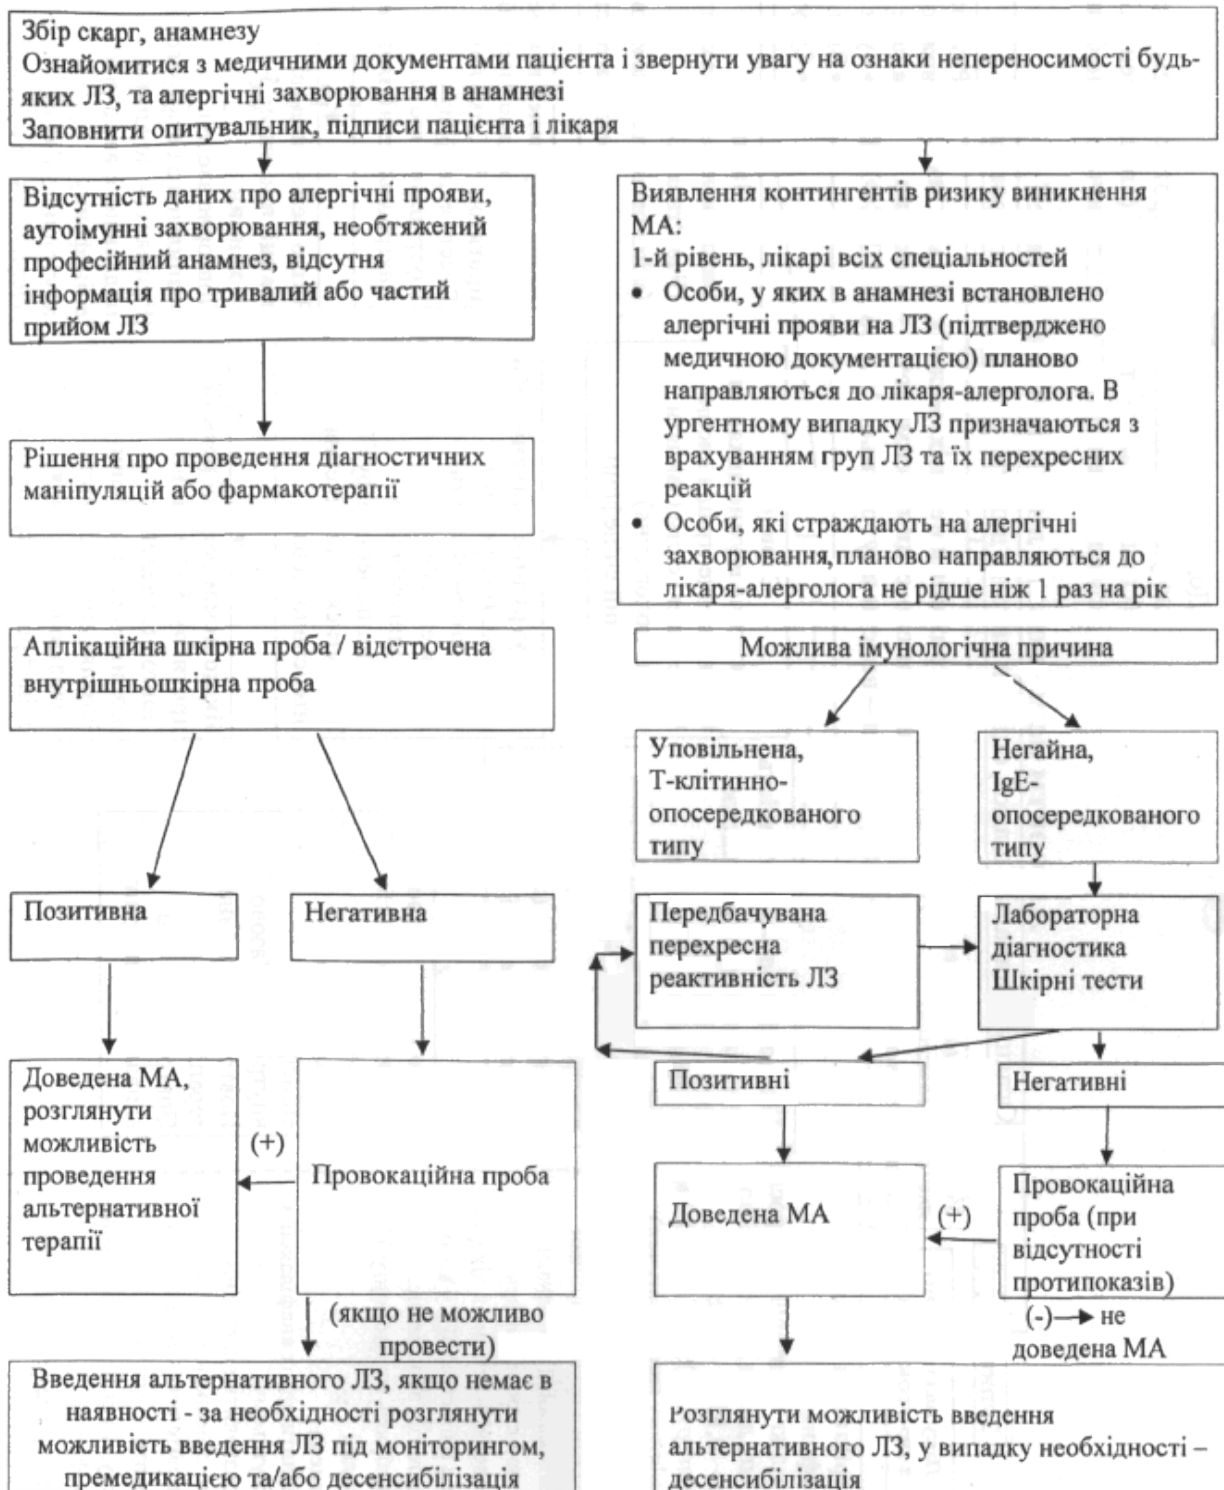 Збір скарг, анамнезу
Ознайомитися з медичними документами пацієнта і звернути увагу на ознаки непереносимості будь-
яких ЛЗ, та алергічні захворювання в анамнезі
Заповнити опитувальник, підписи пацієнта і лікаря
Відсутність даних про алергічні прояви,
аутоімунні захворювання, необтяжений
професійний анамнез, відсутня
інформація про тривалий або частий
прийом ЛЗ
Рішення про проведення діагностичних
маніпуляцій або фармакотерапії
Виявлення контингентів ризику виникнення
МА:
1-й рівень, лікарі всіх спеціальностей
• Особи, у яких в анамнезі встановлено
алергічні прояви на ЛЗ (підтверджено
медичною документацією) планово
направляються до лікаря-алерголога. В
ургентному випадку ЛЗ призначаються з
врахуванням груп ЛЗ та їх перехресних
реакцій
• Особи, які страждають на алергічні
захворювання, планово направляються до
лікаря-алерголога не рідше ніж 1 раз на рік
Аплікаційна шкірна проба / відстрочена
внутрішньошкірна проба
Позитивна
Негативна
Доведена МА,
розглянути
можливість
проведення
альтернативної
терапії
(+)
Провокаційна проба
(якщо не можливо
провести)
Введення альтернативного ЛЗ, якщо немає в
наявності - за необхідності розглянути
можливість введення ЛЗ під моніторингом,
премедикацією та/або десенсибілізація
Можлива імунологічна причина
Уповільнена,
Т-клітинно-
опосередкованого
типу
Негайна,
IgE-
опосередкованого
типу
Передбачувана
перехресна
реактивність ЛЗ
Лабораторна
діагностика
Шкірні тести
Позитивні
Негативні
Доведена МА
(+)
Провокаційна
проба (при
відсутності
протипоказів)
(-)→ не
доведена МА
Розглянути можливість введення
альтернативного ЛЗ, у випадку необхідності –
десенсибілізація